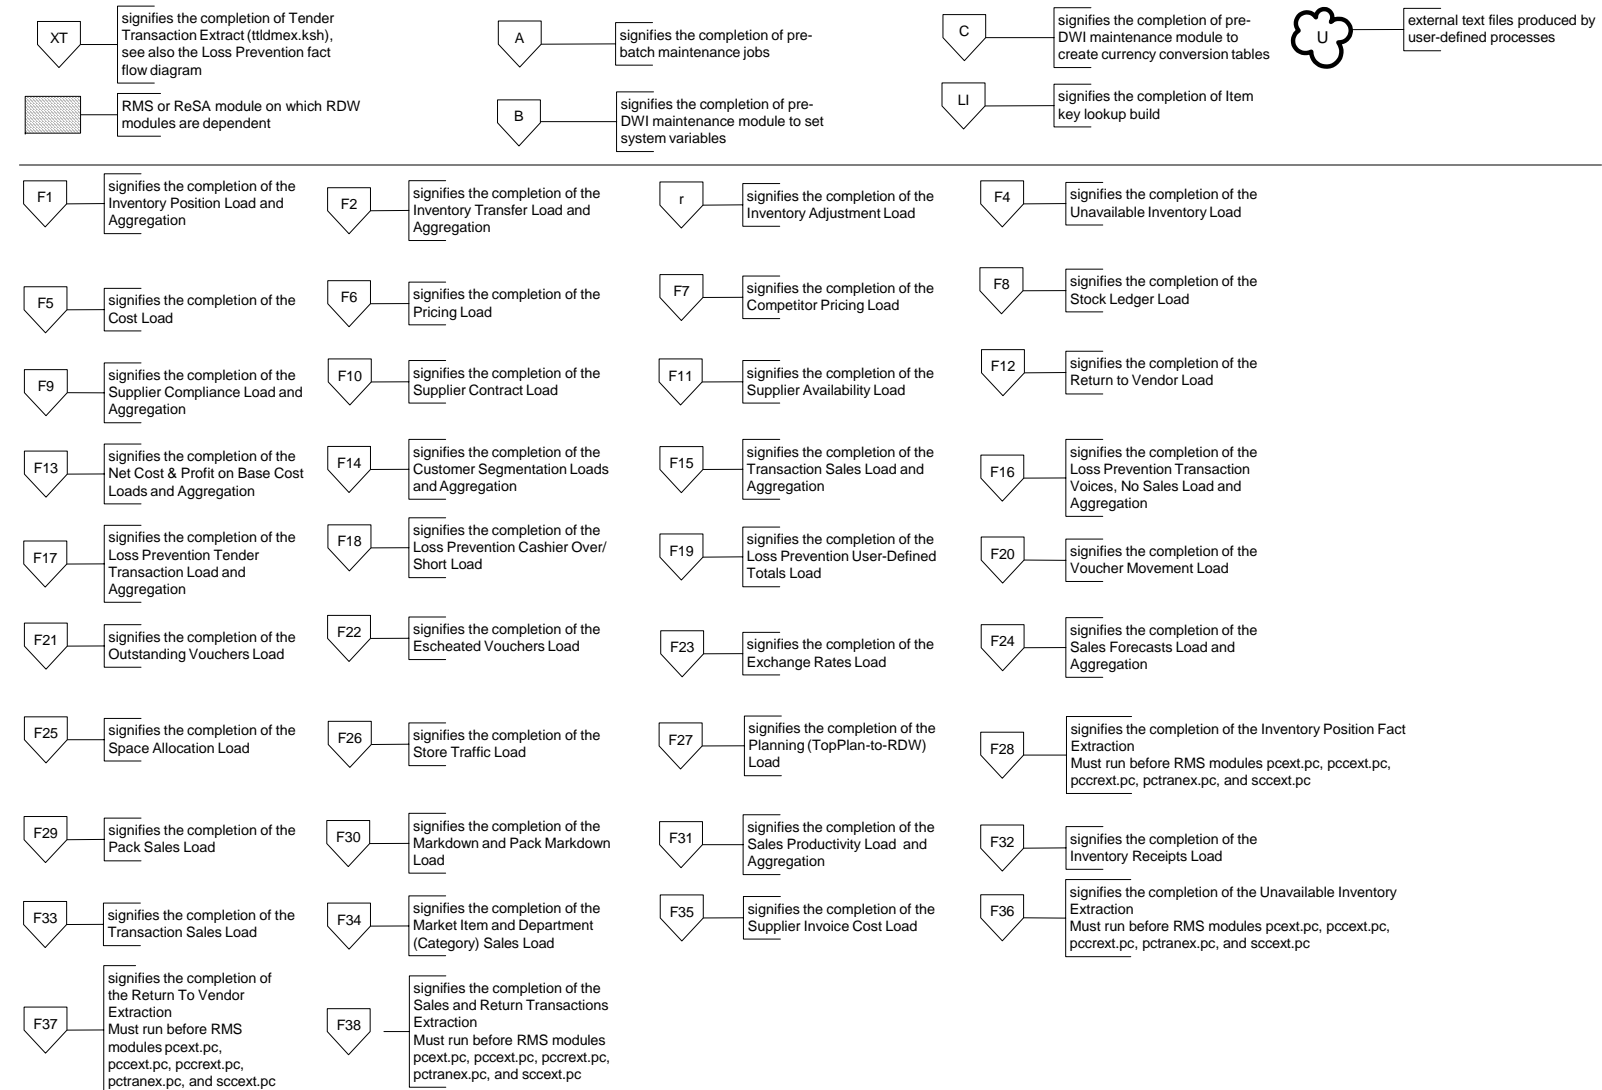 XT
signifies the completion of Tender
Transaction Extract (ttldmex.ksh),
see also the Loss Prevention fact
flow diagram
A
signifies the completion of pre-
batch maintenance jobs
C
signifies the completion of pre-
DWI maintenance module to
create currency conversion tables
U
external text files produced by
user-defined processes
RMS or ReSA module on which RDW
modules are dependent
B
signifies the completion of pre-
DWI maintenance module to set
system variables
LI
signifies the completion of Item
key lookup build
F1
signifies the completion of the
Inventory Position Load and
Aggregation
F2
signifies the completion of the
Inventory Transfer Load and
Aggregation
r
signifies the completion of the
Inventory Adjustment Load
F4
signifies the completion of the
Unavailable Inventory Load
F5
signifies the completion of the
Cost Load
F6
signifies the completion of the
Pricing Load
F7
signifies the completion of the
Competitor Pricing Load
F8
signifies the completion of the
Stock Ledger Load
F9
signifies the completion of the
Supplier Compliance Load and
Aggregation
F10
signifies the completion of the
Supplier Contract Load
F11
signifies the completion of the
Supplier Availability Load
F12
signifies the completion of the
Return to Vendor Load
F13
signifies the completion of the
Net Cost & Profit on Base Cost
Loads and Aggregation
F14
signifies the completion of the
Customer Segmentation Loads
and Aggregation
F15
signifies the completion of the
Transaction Sales Load and
Aggregation
F16
signifies the completion of the
Loss Prevention Transaction
Voices, No Sales Load and
Aggregation
F17
signifies the completion of the
Loss Prevention Tender
Transaction Load and
Aggregation
F18
signifies the completion of the
Loss Prevention Cashier Over/
Short Load
F19
signifies the completion of the
Loss Prevention User-Defined
Totals Load
F20
signifies the completion of the
Voucher Movement Load
F21
signifies the completion of the
Outstanding Vouchers Load
F22
signifies the completion of the
Escheated Vouchers Load
F23
signifies the completion of the
Exchange Rates Load
F24
signifies the completion of the
Sales Forecasts Load and
Aggregation
F25
signifies the completion of the
Space Allocation Load
F26
signifies the completion of the
Store Traffic Load
F27
signifies the completion of the
Planning (TopPlan-to-RDW)
Load
F28
signifies the completion of the Inventory Position Fact
Extraction
Must run before RMS modules pcext.pc, pccext.pc,
pccrext.pc, pctranex.pc, and sccext.pc
F29
signifies the completion of the
Pack Sales Load
F30
signifies the completion of the
Markdown and Pack Markdown
Load
F31
signifies the completion of the
Sales Productivity Load and
Aggregation
F32
signifies the completion of the
Inventory Receipts Load
F33
signifies the completion of the
Transaction Sales Load
F34
signifies the completion of the
Market Item and Department
(Category) Sales Load
F35
signifies the completion of the
Supplier Invoice Cost Load
F36
signifies the completion of the Unavailable Inventory
Extraction
Must run before RMS modules pcext.pc, pccext.pc,
pccrext.pc, pctranex.pc, and sccext.pc
F37
signifies the completion of
the Return To Vendor
Extraction
Must run before RMS
modules pcext.pc,
pccext.pc, pccrext.pc,
pctranex.pc, and sccext.pc
F38
signifies the completion of the
Sales and Return Transactions
Extraction
Must run before RMS modules
pcext.pc, pccext.pc, pccrext.pc,
pctranex.pc, and sccext.pc